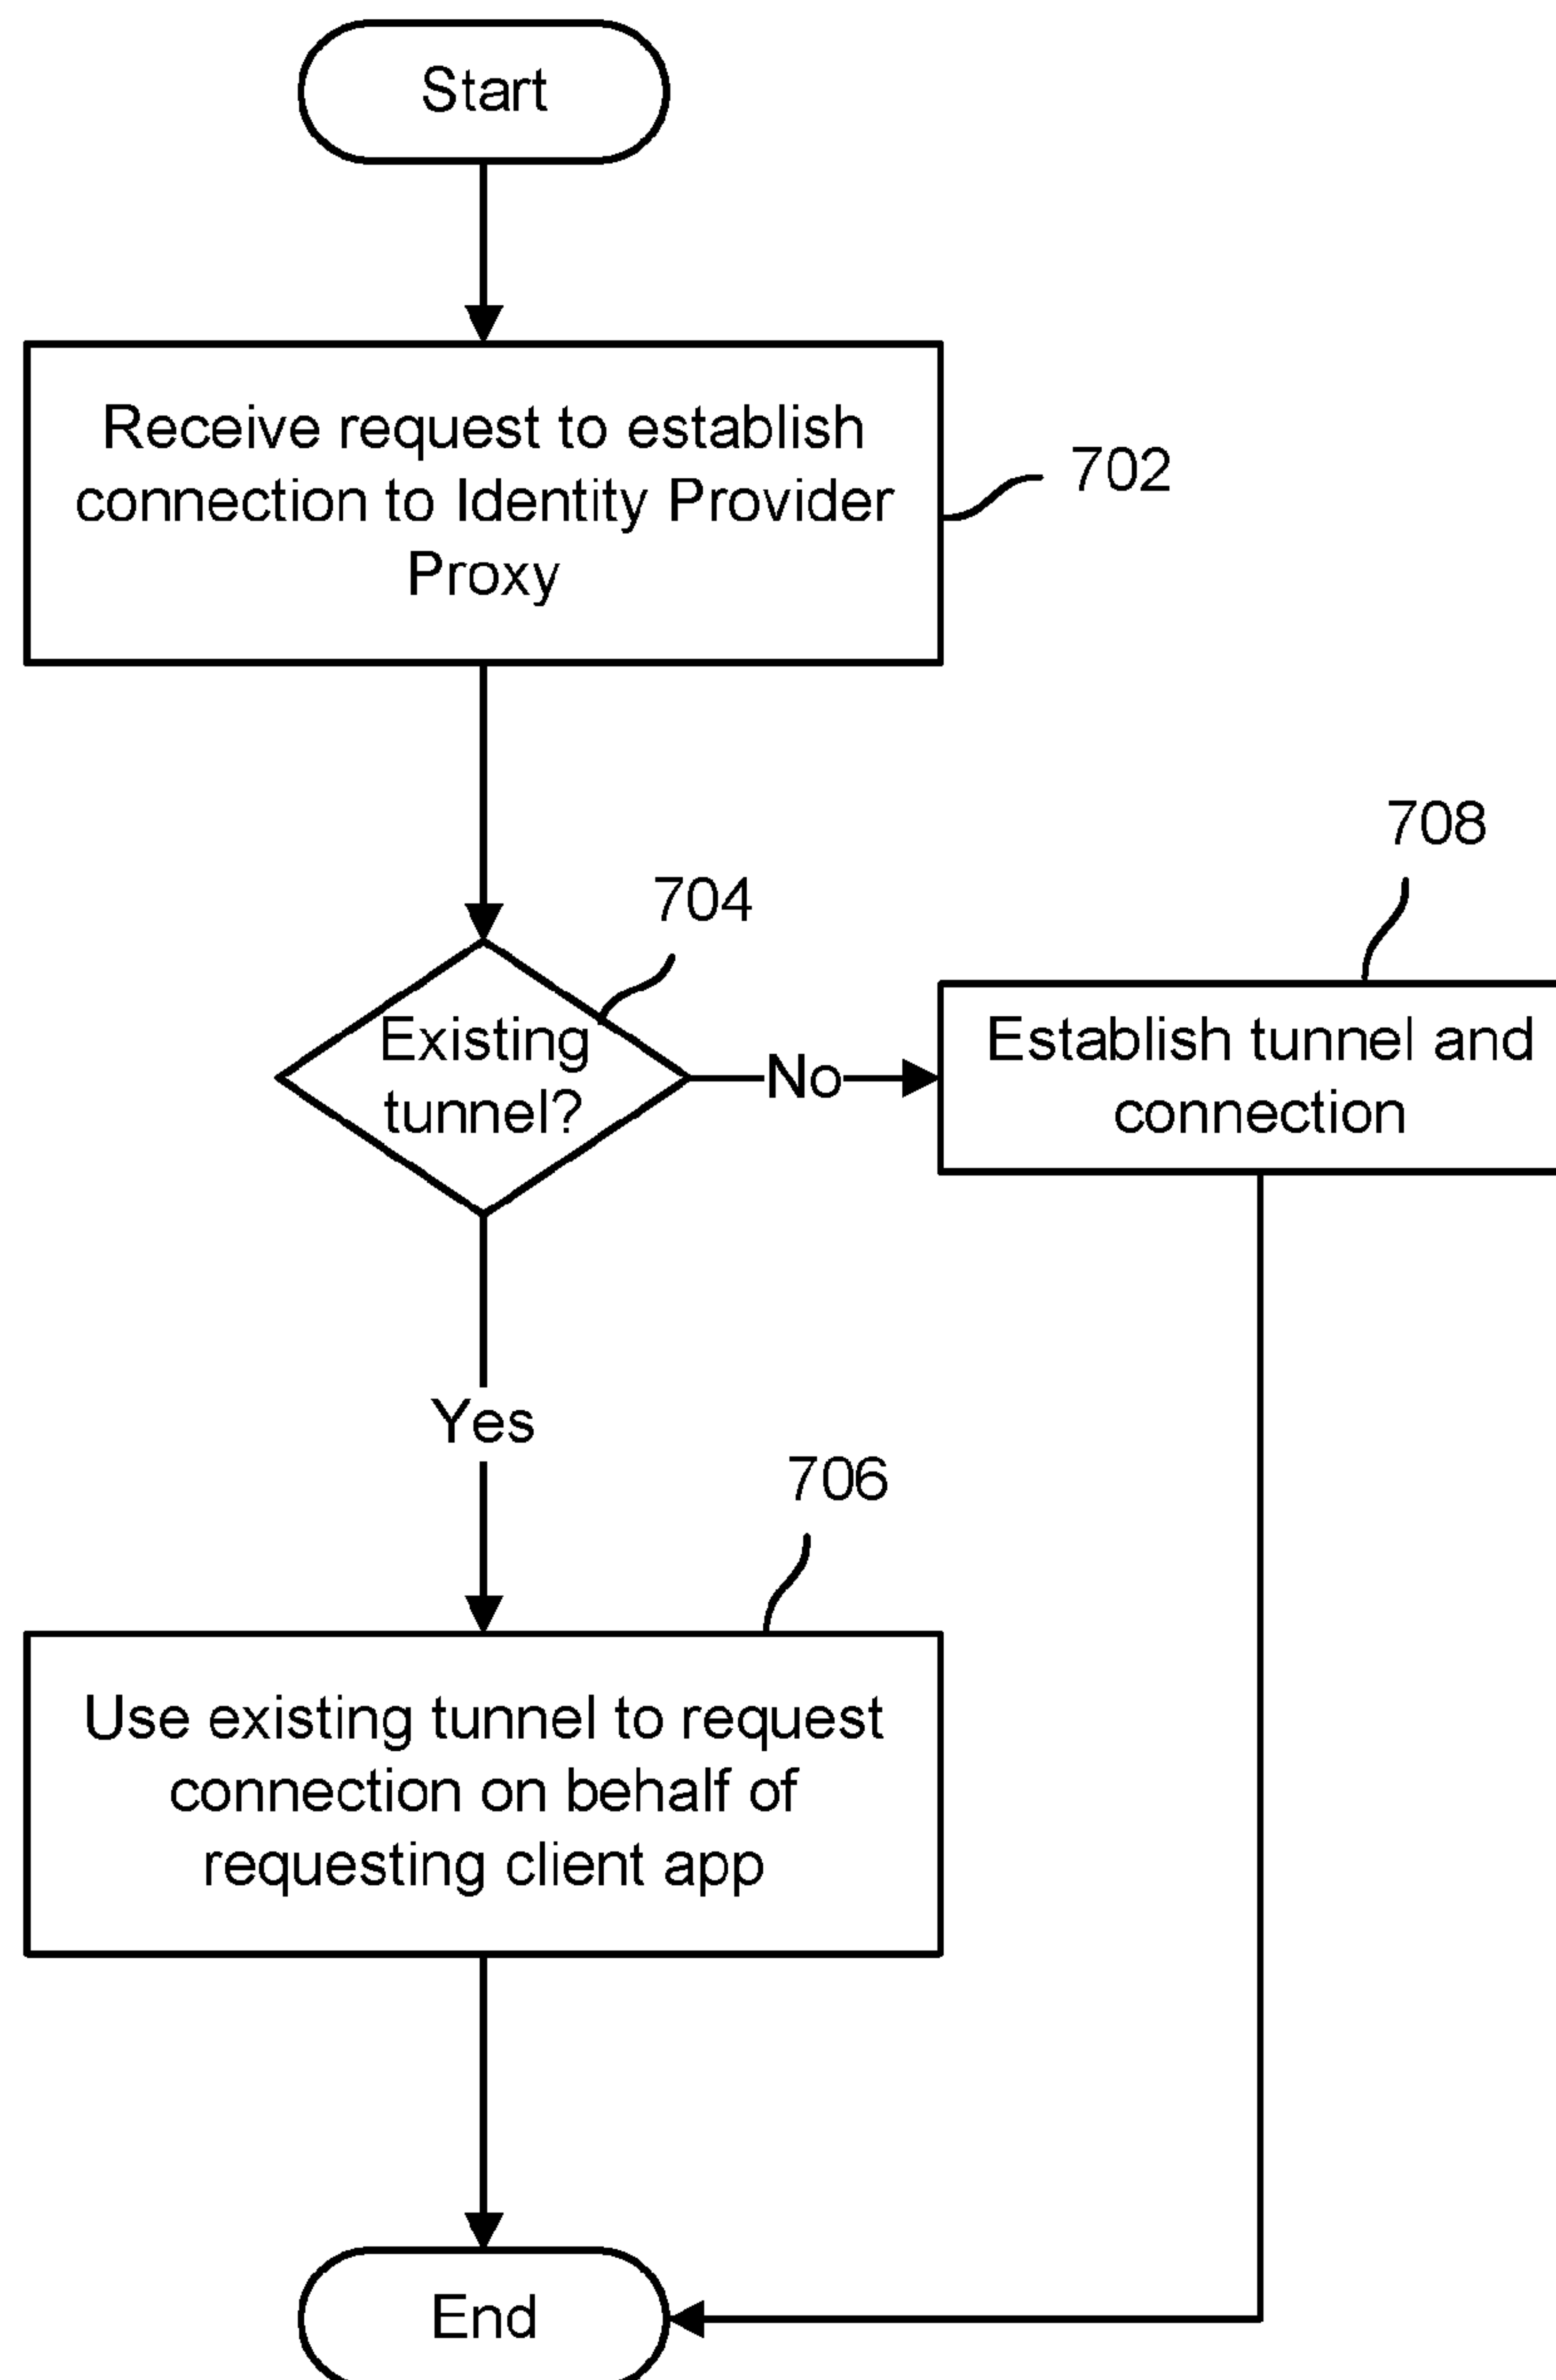 Start
Receive request to establish
connection to Identity Provider
Proxy
702
704
Existing
tunnel?
No
708
Establish tunnel and
connection
Yes
706
Use existing tunnel to request
connection on behalf of
requesting client app
End